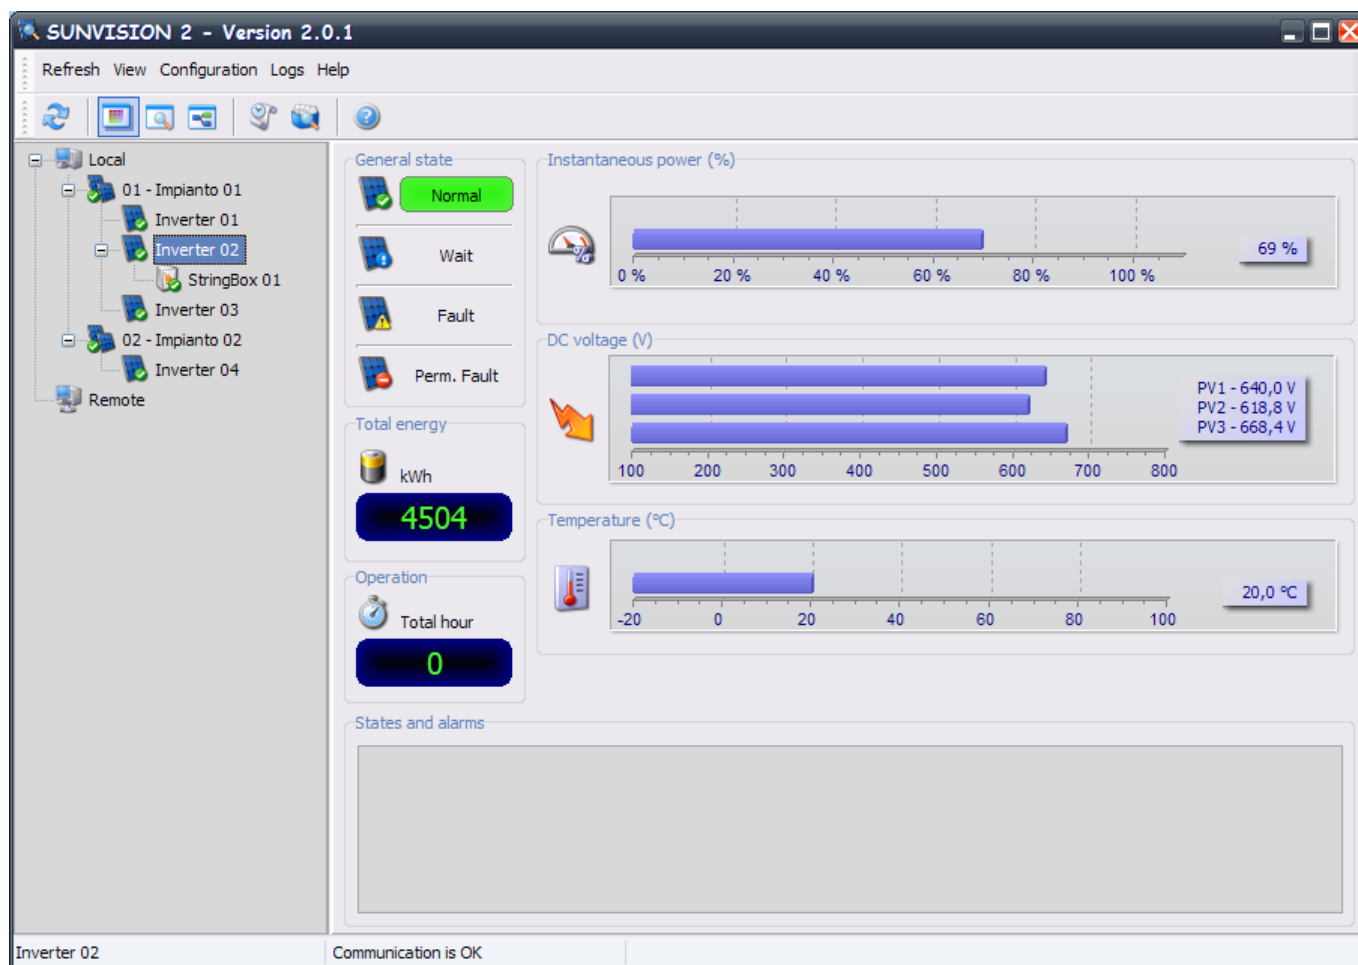 SUNVISION 2 - Version 2.0.1
Refresh View Configuration Logs Help
Local
01 - Impianto 01
Inverter 01
Inverter 02
StringBox 01
Inverter 03
02 - Impianto 02
Inverter 04
Remote
General state
Normal
Wait
Fault
Perm. Fault
Total energy
kWh
4504
Operation
Total hour
0
Instantaneous power (%)
0 % 20 % 40 % 60 % 80 % 100 %
69 %
DC voltage (V)
PV1 - 640,0 V
PV2 - 618,8 V
PV3 - 668,4 V
100 200 300 400 500 600 700 800
Temperature (ºC)
-20 0 20 40 60 80 100
20,0 ºC
States and alarms
Inverter 02 Communication is OK